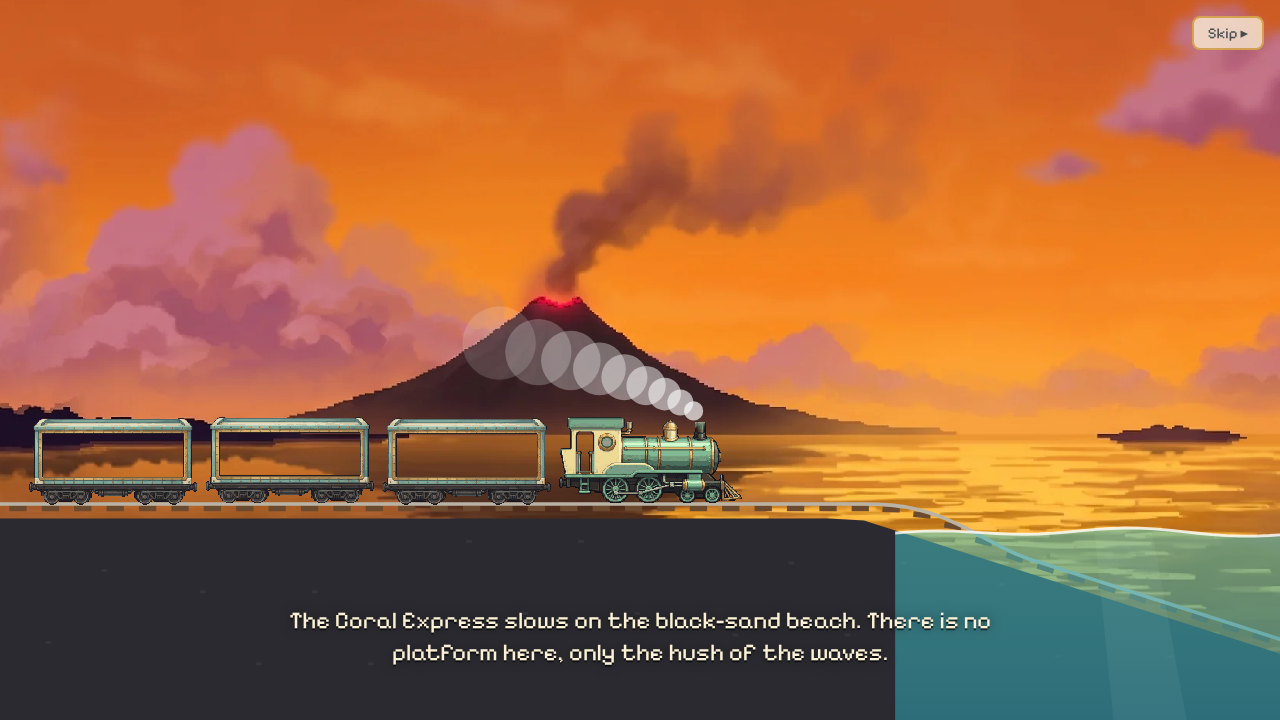 Skip ▸
The Coral Express slows on the black-sand beach. There is no
platform here, only the hush of the waves.